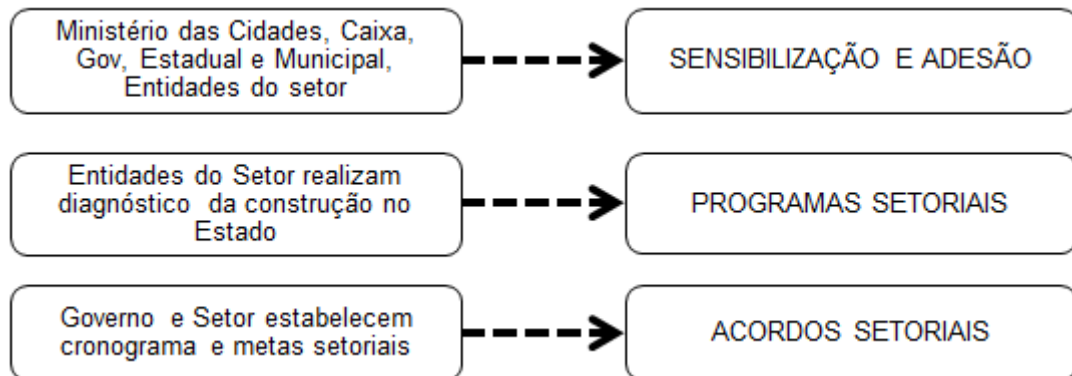 Ministério das Cidades, Caixa,
Gov, Estadual e Municipal,
Entidades do setor
SENSIBILIZAÇÃO E ADESÃO
Entidades do Setor realizam
diagnóstico da construção no
Estado
PROGRAMAS SETORIAIS
Governo e Setor estabelecem
cronograma e metas setoriais
ACORDOS SETORIAIS